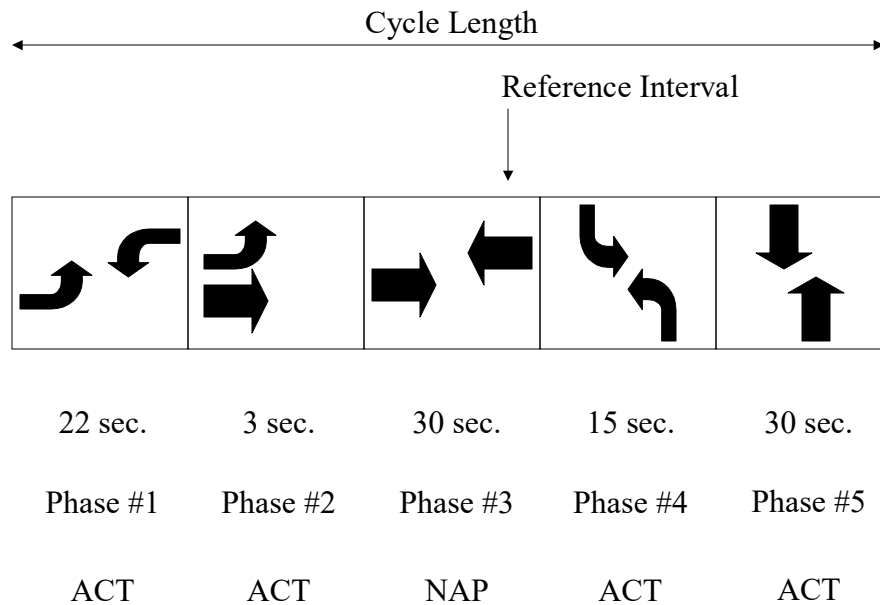 Cycle Length
Reference Interval
22 sec. 3 sec. 30 sec. 15 sec. 30 sec.
Phase #1 Phase #2 Phase #3 Phase #4 Phase #5
ACT ACT NAP ACT ACT